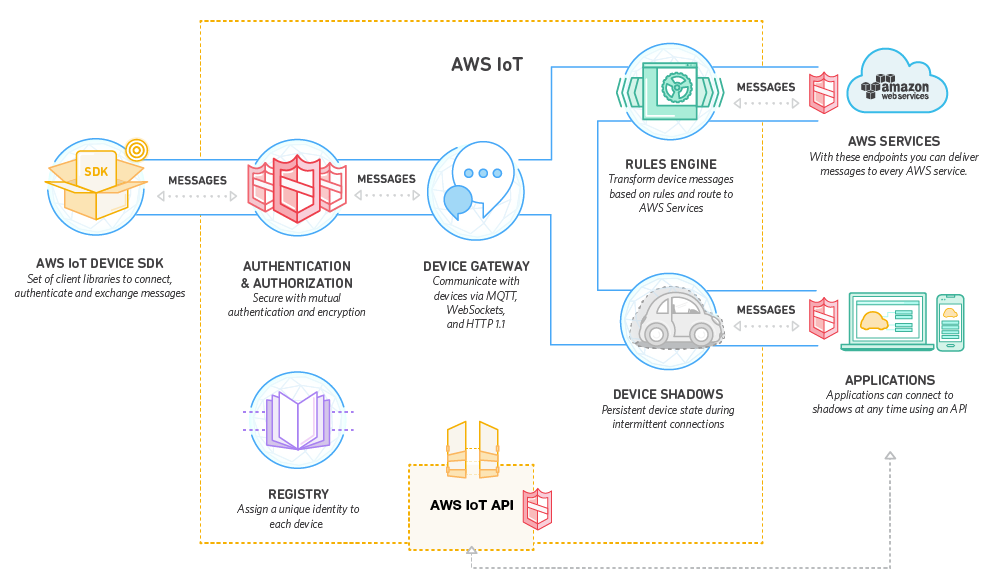 AWS IoT
SDK
MESSAGES
MESSAGES
MESSAGES
amazon
web services
AWS IoT DEVICE SDK
Set of client libraries to connect,
authenticate and exchange messages
AUTHENTICATION
& AUTHORIZATION
Secure with mutual
authentication and encryption
DEVICE GATEWAY
Communicate with
devices via MQTT,
WebSockets,
and HTTP 1.1
RULES ENGINE
Transform device messages
based on rules and route to
AWS Services
AWS SERVICES
With these endpoints you can deliver
messages to every AWS service.
MESSAGES
DEVICE SHADOWS
Persistent device state during
intermittent connections
APPLICATIONS
Applications can connect to
shadows at any time using an API
REGISTRY
Assign a unique identity to
each device
AWS IoT API